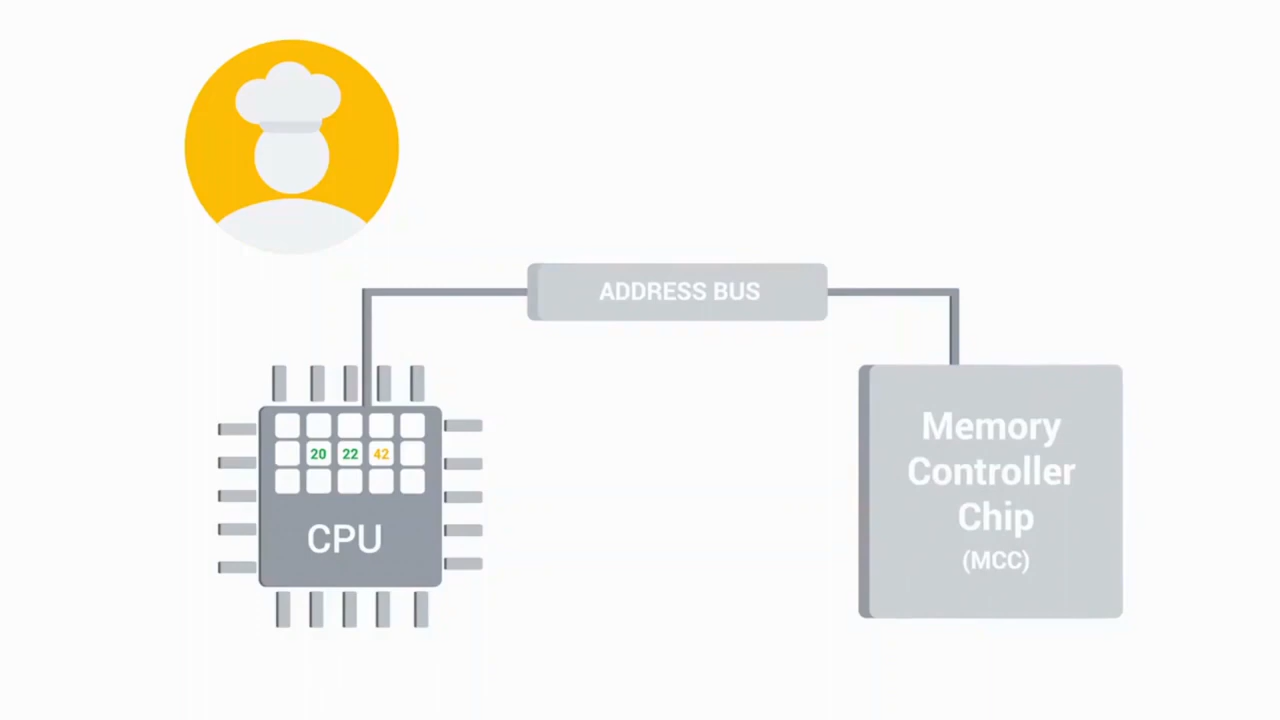 ADDRESS BUS
20 22 42
CPU
Memory
Controller
Chip
(MCC)